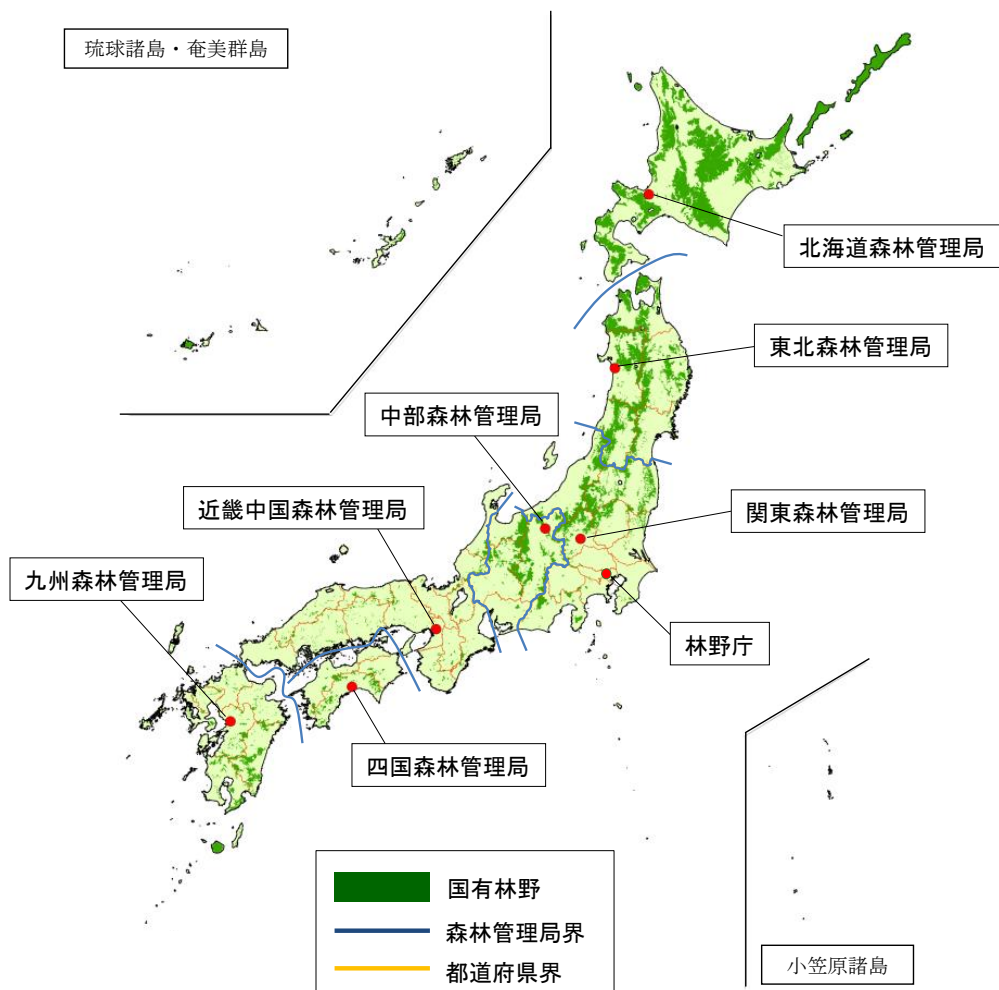 琉球諸島・奄美群島
北海道森林管理局
東北森林管理局
中部森林管理局
近畿中国森林管理局
関東森林管理局
九州森林管理局
林野庁
四国森林管理局
国有林野
森林管理局界
都道府県界
小笠原諸島